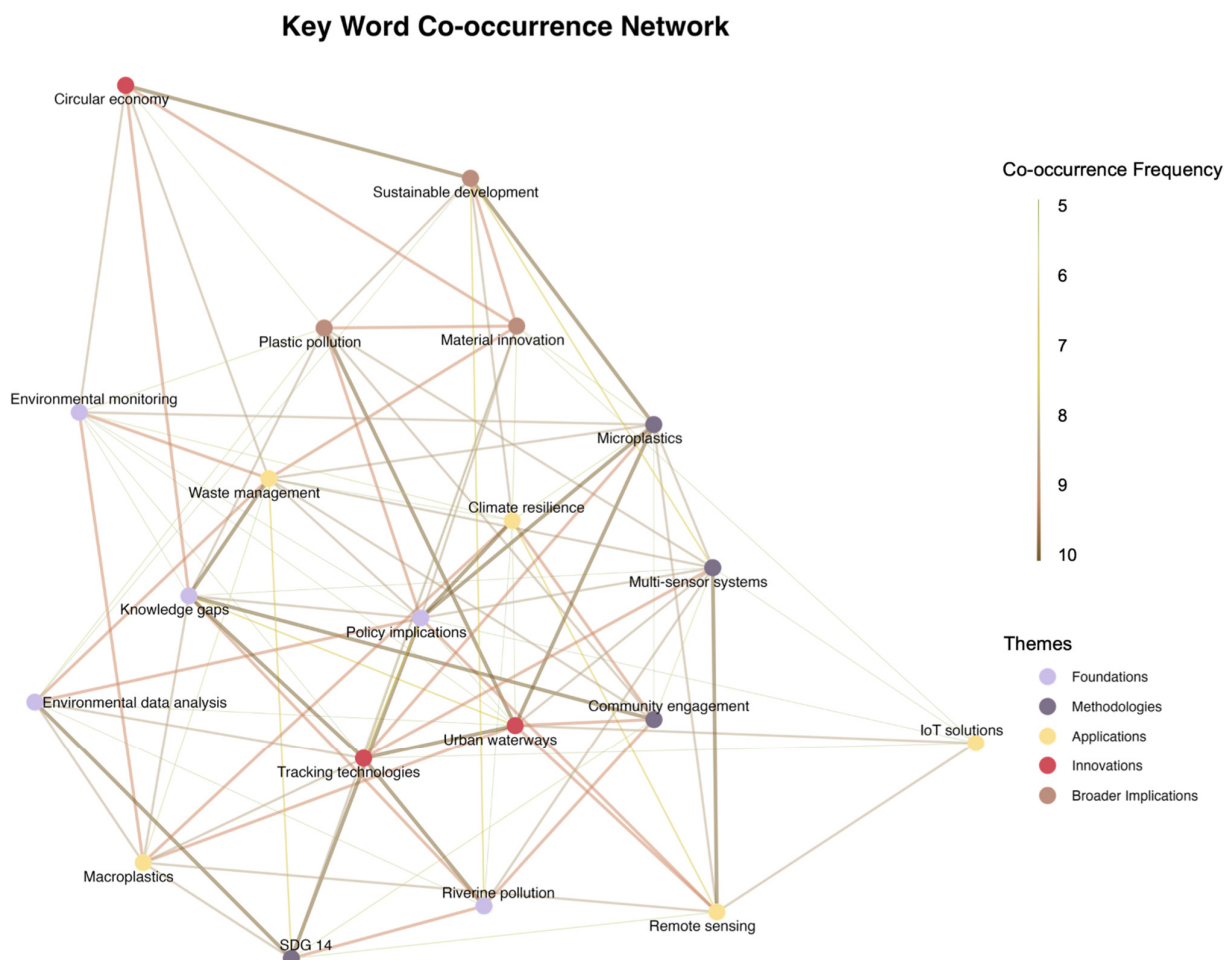 Key Word Co-occurrence Network
Circular economy
Sustainable development
Plastic pollution
Material innovation
Environmental monitoring
Microplastics
Waste management
Climate resilience
Multi-sensor systems
Knowledge gaps
Policy implications
Environmental data analysis
Community engagement
Urban waterways
IoT solutions
Tracking technologies
Macroplastics
Riverine pollution
Remote sensing
SDG 14
Co-occurrence Frequency
5
6
7
8
9
10
Themes
Foundations
Methodologies
Applications
Innovations
Broader Implications